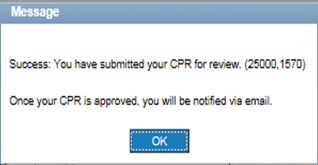 Message
Success: You have submitted your CPR for review. (25000,1570)
Once your CPR is approved, you will be notified via email.
OK